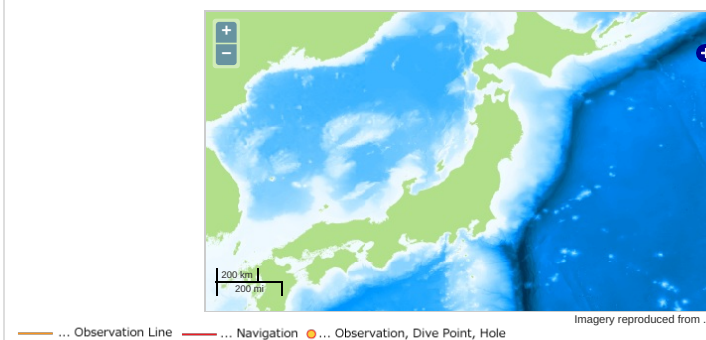 +
−
200 km
200 mi
Imagery reproduced from .
... Observation Line ... Navigation ... Observation, Dive Point, Hole